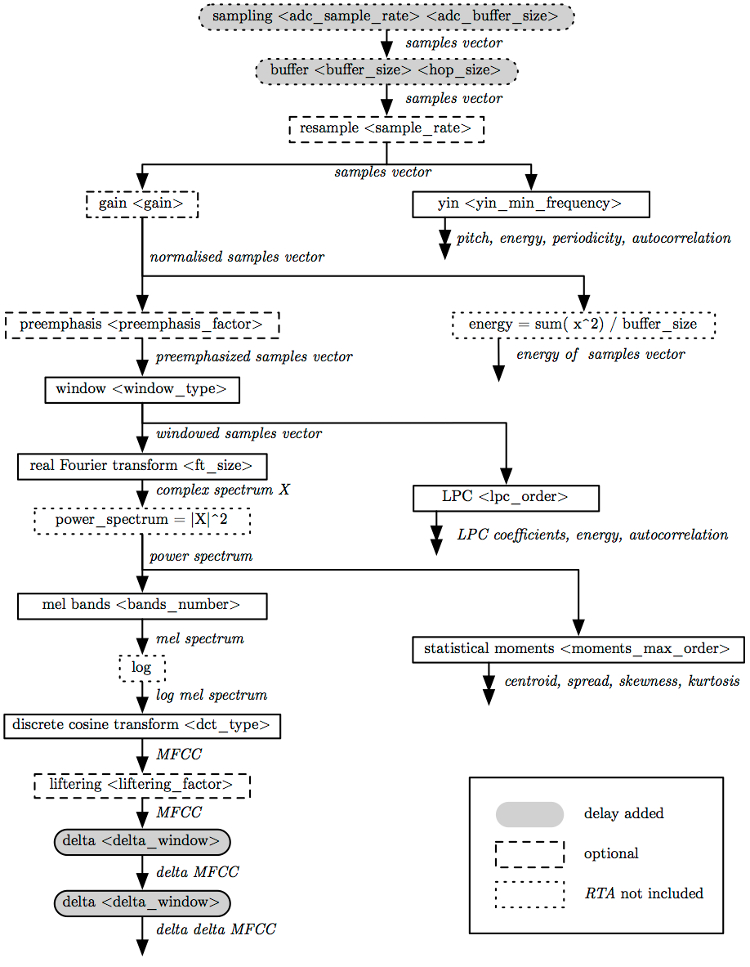 sampling <adc_sample_rate> <adc_buffer_size>
samples vector
buffer <buffer_size> <hop_size>
samples vector
resample <sample_rate>
samples vector
gain <gain>
yin <yin_min_frequency>
pitch, energy, periodicity, autocorrelation
normalised samples vector
preemphasis <preemphasis_factor>
energy = sum( x^2) / buffer_size
preemphasized samples vector
energy of samples vector
window <window_type>
windowed samples vector
real Fourier transform <ft_size>
complex spectrum X
LPC <lpc_order>
power_spectrum = |X|^2
LPC coefficients, energy, autocorrelation
power spectrum
mel bands <bands_number>
mel spectrum
statistical moments <moments_max_order>
log
centroid, spread, skewness, kurtosis
log mel spectrum
discrete cosine transform <dct_type>
MFCC
liftering <liftering_factor>
MFCC
delta <delta_window>
delta MFCC
delta <delta_window>
delta delta MFCC
delay added
optional
RTA not included